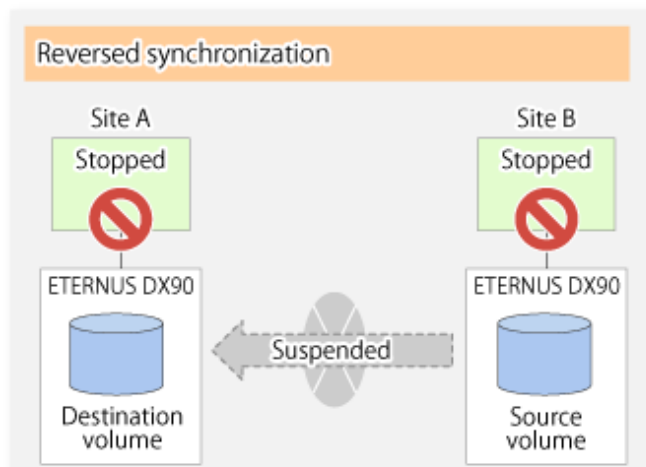 Reversed synchronization
Site A
Site B
Stopped
Stopped
ETERNUS DX90
ETERNUS DX90
Suspended
Destination
volume
Source
volume